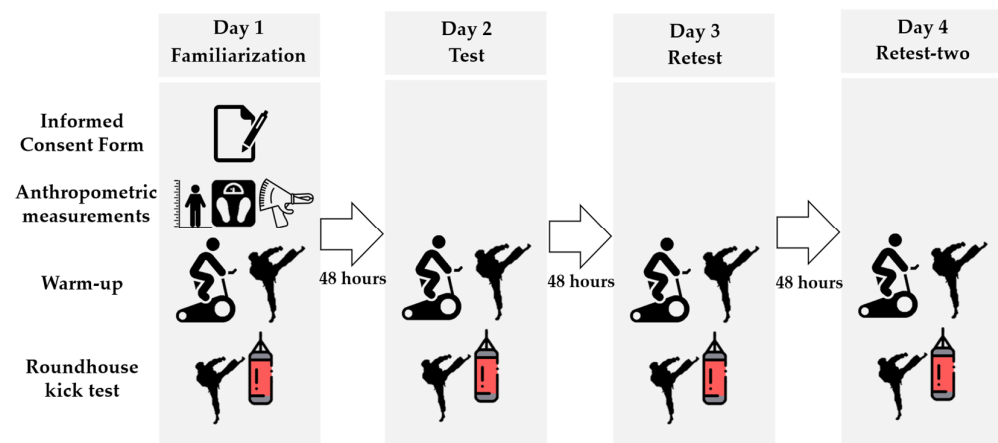 Day 1
Familiarization
Day 2
Test
Day 3
Retest
Day 4
Retest-two
Informed
Consent Form
Anthropometric
measurements
48 hours
48 hours
48 hours
Warm-up
Roundhouse
kick test